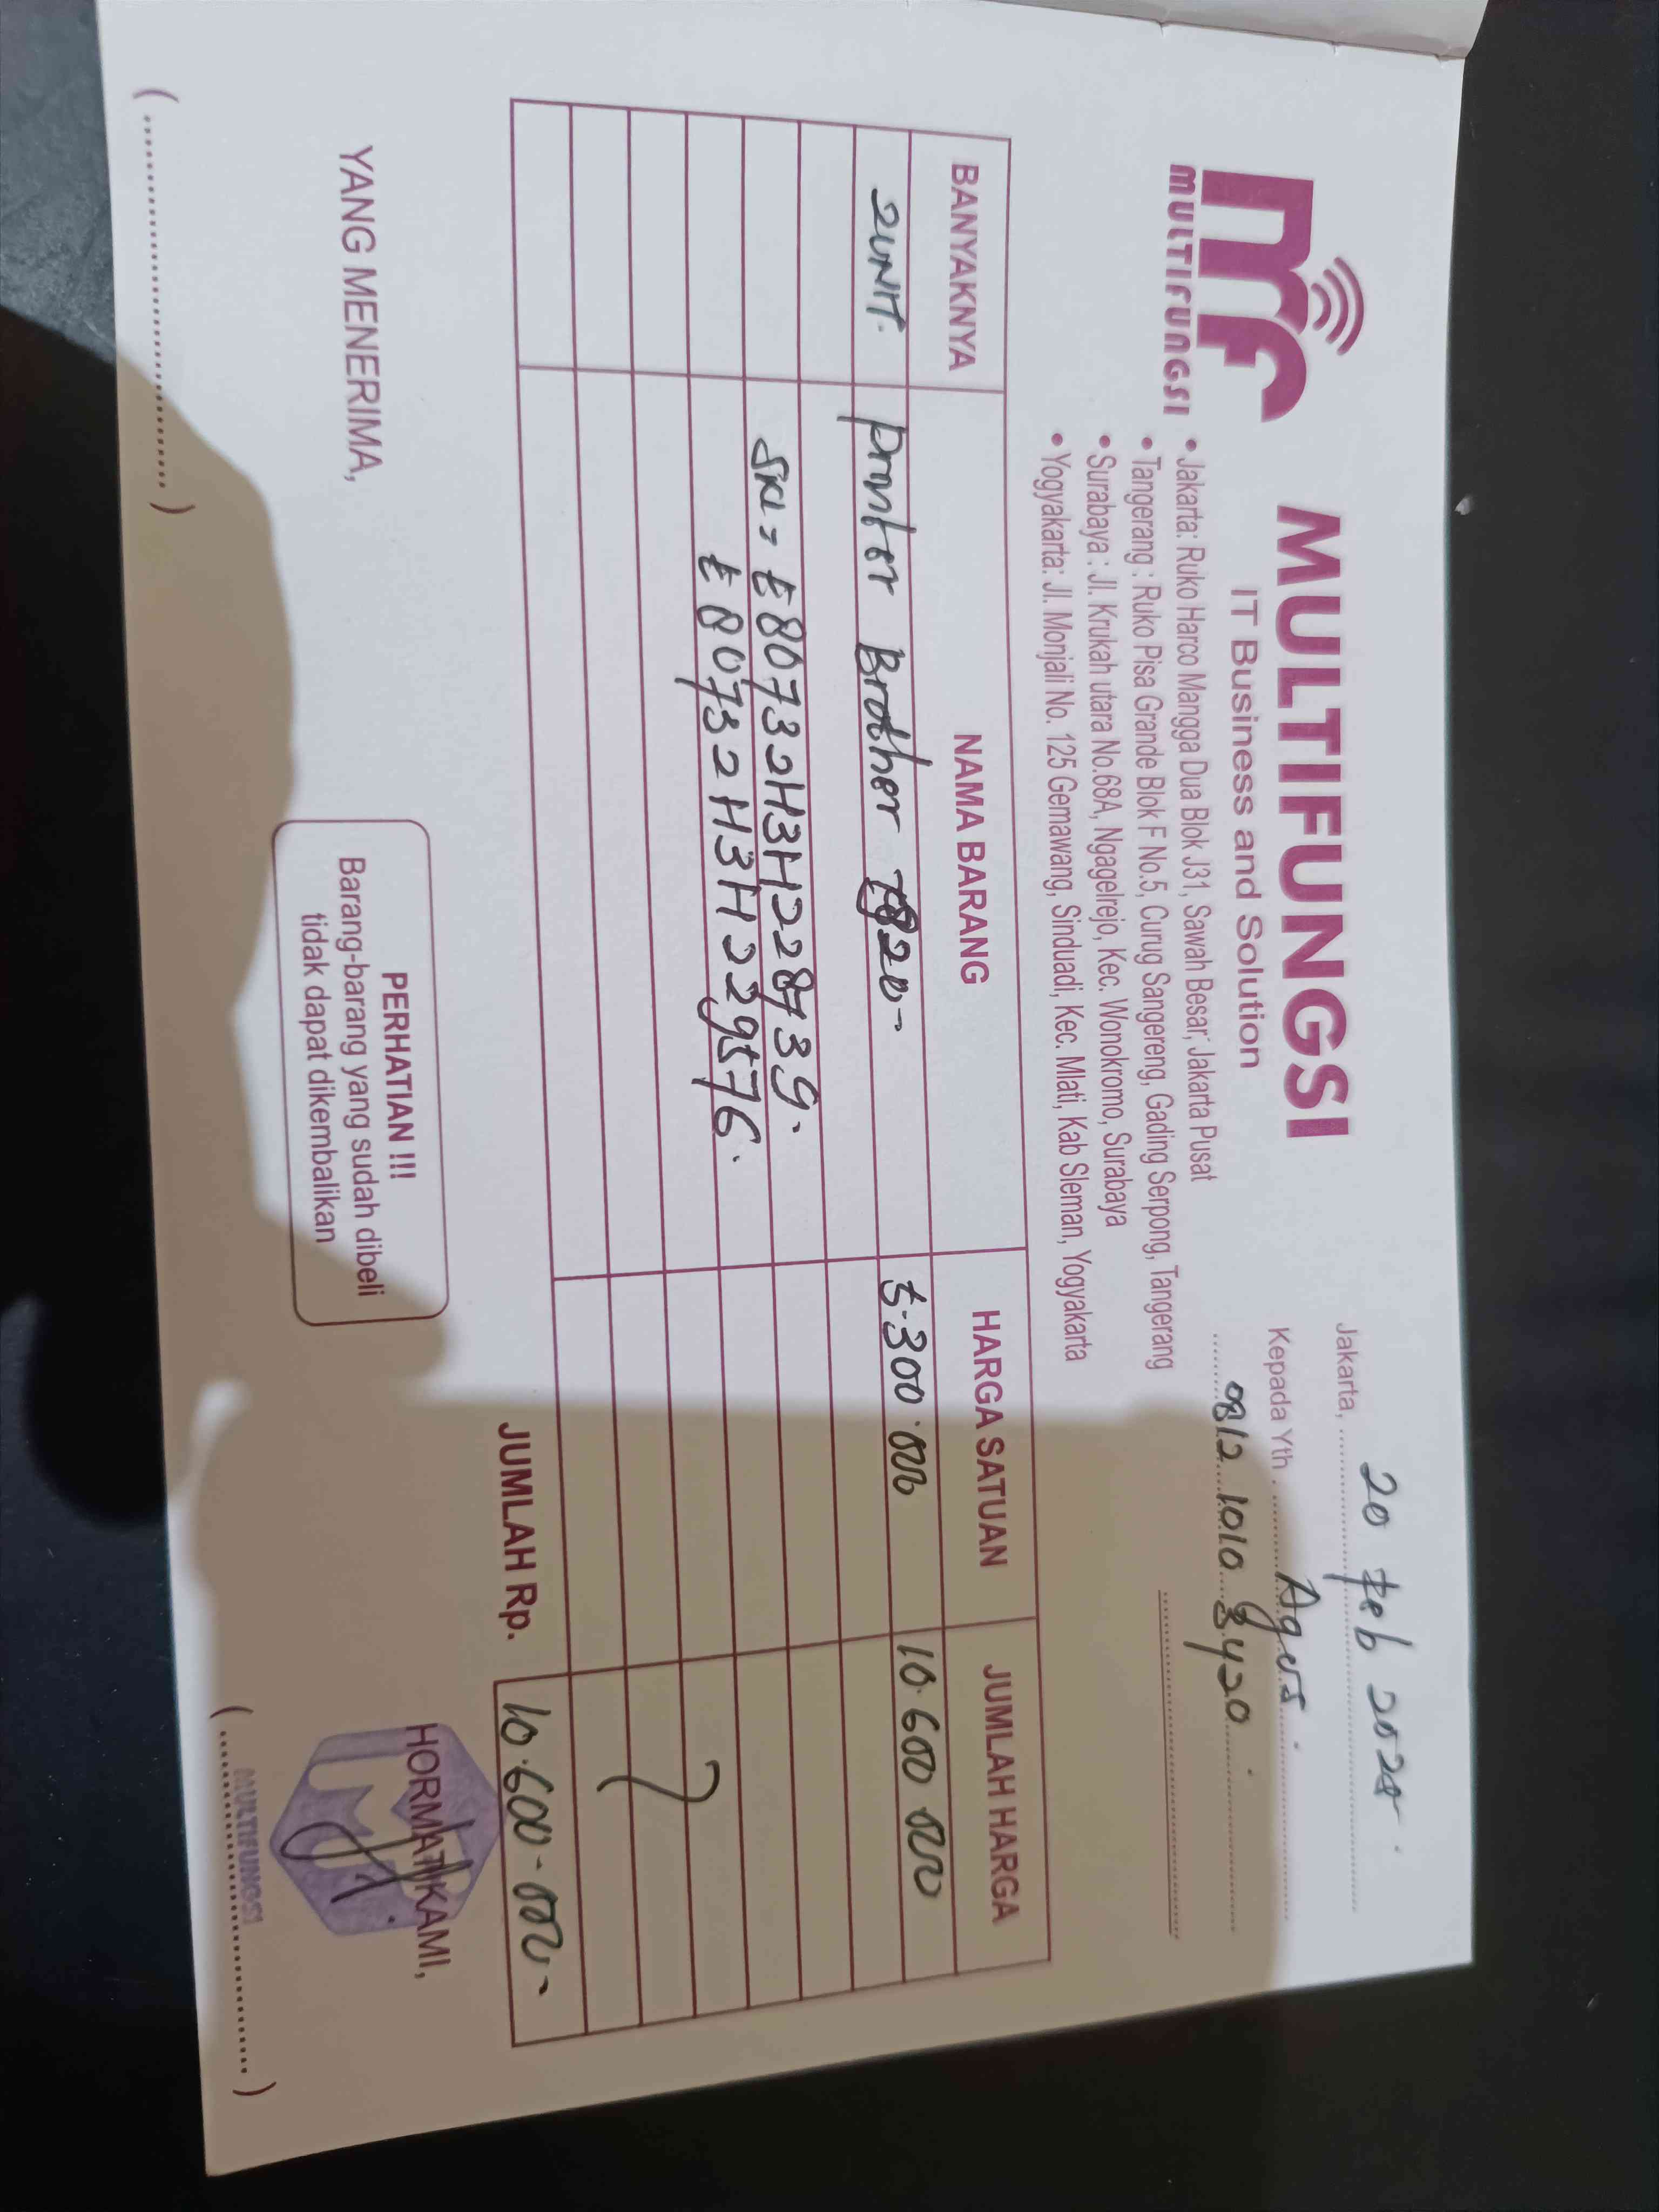 MULTIFUNGSI
MULTIFUNGSI
IT Business and Solution
• Jakarta: Ruko Harco Mangga Dua Blok J31, Sawah Besar, Jakarta Pusat
• Tangerang : Ruko Pisa Grande Blok F No.5, Curug Sangereng, Gading Serpong, Tangerang
• Surabaya : Jl. Krukah utara No.68A, Ngagelrejo, Kec. Wonokromo, Surabaya
• Yogyakarta: Jl. Monjali No. 125 Gemawang, Sinduadi, Kec. Mlati, Kab Sleman, Yogyakarta
Jakarta, 20 Feb 2024
Kepada Yth. Agus
0812 1010 8420
BANYAKNYA NAMA BARANG HARGA SATUAN JUMLAH HARGA
2 UNIT. Printer Brother T820- 5.300.000 10.600.000
E80732H3H228739.
E80732H3H229576.
JUMLAH Rp. 10.600.000-
YANG MENERIMA,
PERHATIAN !!!
Barang-barang yang sudah dibeli
tidak dapat dikembalikan
HORMAT KAMI,
MULTIFUNGSI